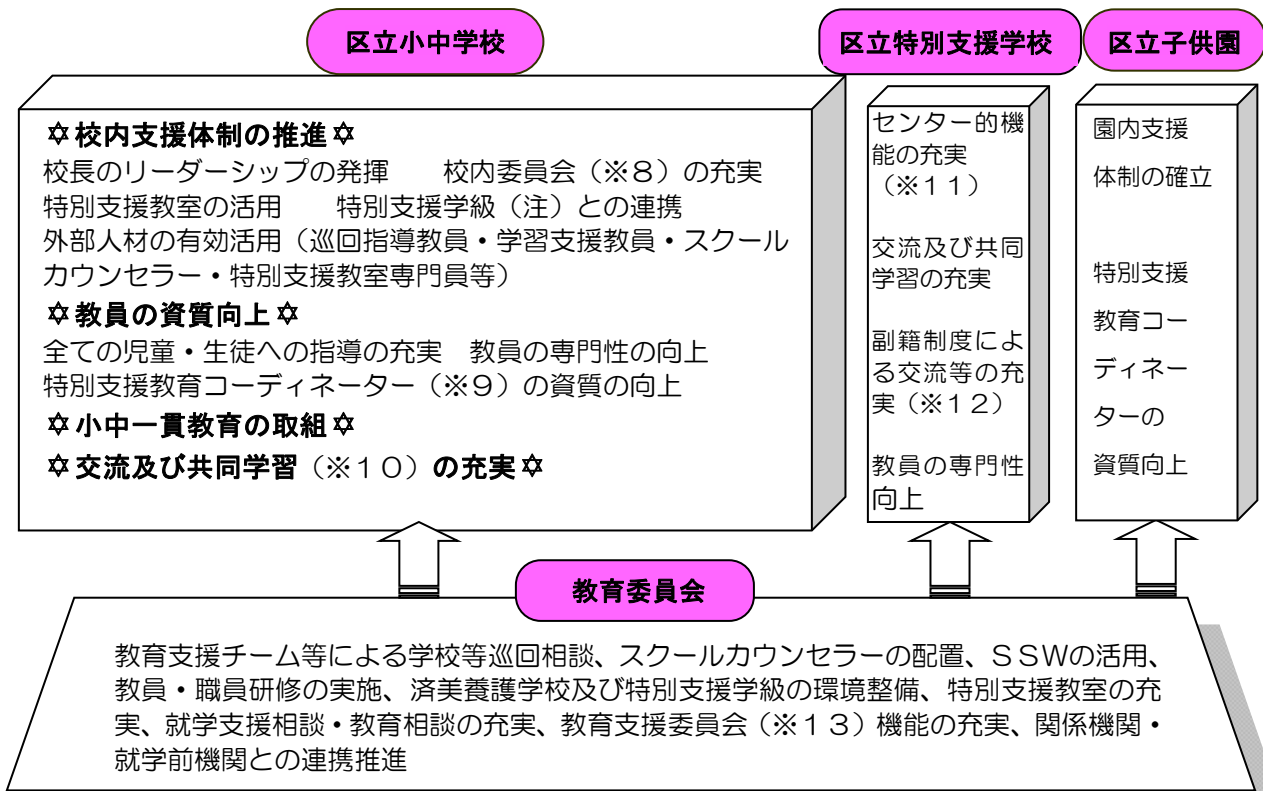 区立小中学校
✡校内支援体制の推進✡
校長のリーダーシップの発揮　　校内委員会（※８）の充実
特別支援教室の活用　　特別支援学級（注）との連携
外部人材の有効活用（巡回指導教員・学習支援教員・スクール
カウンセラー・特別支援教室専門員等）
✡教員の資質向上✡
全ての児童・生徒への指導の充実　教員の専門性の向上
特別支援教育コーディネーター（※９）の資質の向上
✡小中一貫教育の取組✡
✡交流及び共同学習（※１０）の充実✡
区立特別支援学校
センター的機
能の充実
（※１１）
交流及び共同
学習の充実
副籍制度によ
る交流等の充
実（※１２）
教員の専門性
向上
区立子供園
園内支援
体制の確立
特別支援
教育コー
ディネー
ターの
資質向上
教育委員会
教育支援チーム等による学校等巡回相談、スクールカウンセラーの配置、ＳＳＷの活用、
教員・職員研修の実施、済美養護学校及び特別支援学級の環境整備、特別支援教室の充
実、就学支援相談・教育相談の充実、教育支援委員会（※１３）機能の充実、関係機関・
就学前機関との連携推進